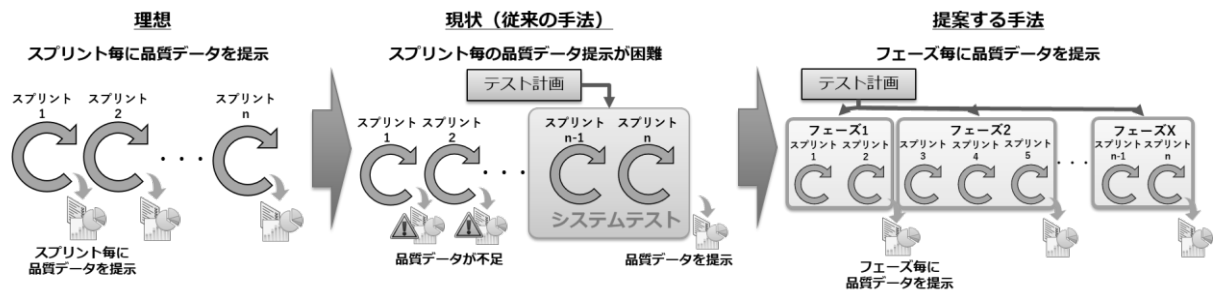 理想
スプリント毎に品質データを提示
スプリント
1
スプリント
2
・・・
スプリント
n
スプリント毎に
品質データを提示
現状（従来の手法）
スプリント毎の品質データ提示が困難
テスト計画
スプリント
1
スプリント
2
・・・
スプリント
n-1
スプリント
n
システムテスト
品質データが不足
品質データを提示
提案する手法
フェーズ毎に品質データを提示
テスト計画
フェーズ1
スプリント
1
スプリント
2
フェーズ2
スプリント
3
スプリント
4
スプリント
5
・・・
フェーズX
スプリント
n-1
スプリント
n
フェーズ毎に
品質データを提示